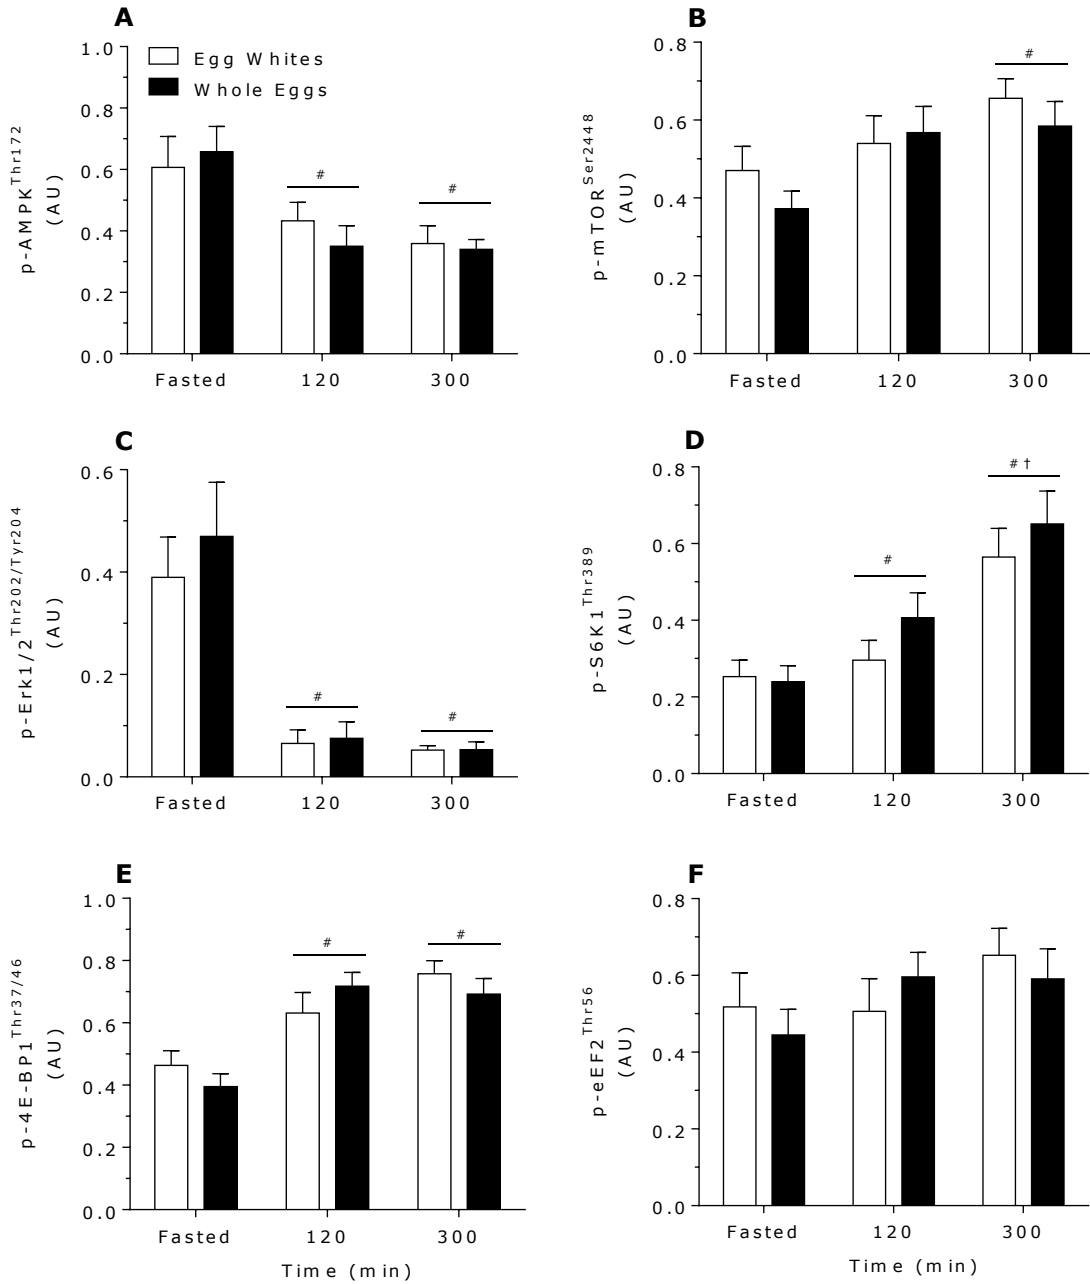 A
Egg Whites
Whole Eggs
p-AMPK^Thr172
(AU)
1.0
0.8
0.6
0.4
0.2
0.0
#
#
Fasted 120 300
B
p-mTOR^Ser2448
(AU)
0.8
0.6
0.4
0.2
0.0
#
Fasted 120 300
C
p-Erk1/2^Thr202/Tyr204
(AU)
0.6
0.4
0.2
0.0
#
#
Fasted 120 300
D
p-S6K1^Thr389
(AU)
0.8
0.6
0.4
0.2
0.0
#
#†
Fasted 120 300
E
p-4E-BP1^Thr37/46
(AU)
1.0
0.8
0.6
0.4
0.2
0.0
#
#
Fasted 120 300
Time (min)
F
p-eEF2^Thr56
(AU)
0.8
0.6
0.4
0.2
0.0
Fasted 120 300
Time (min)